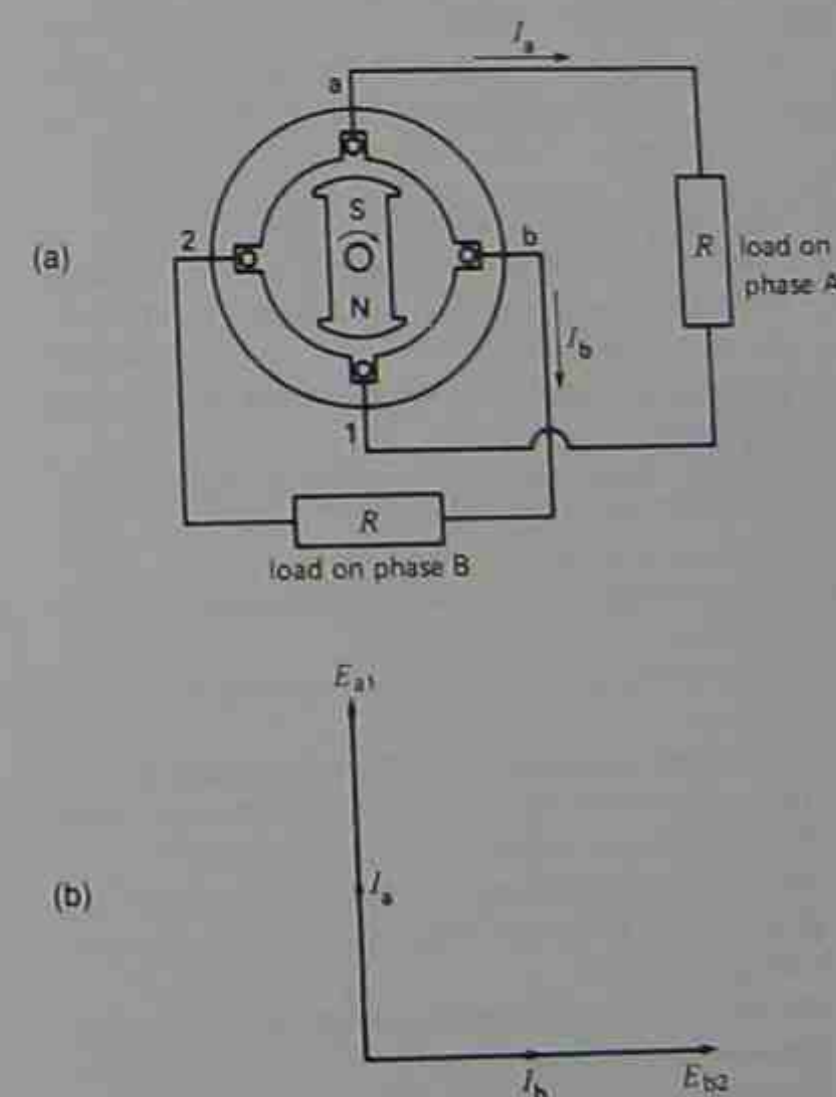 (a)
I_a
a
S
N
2
b
1
R
load on
phase A
I_b
R
load on phase B
(b)
E_a1
I_a
I_b
E_b2